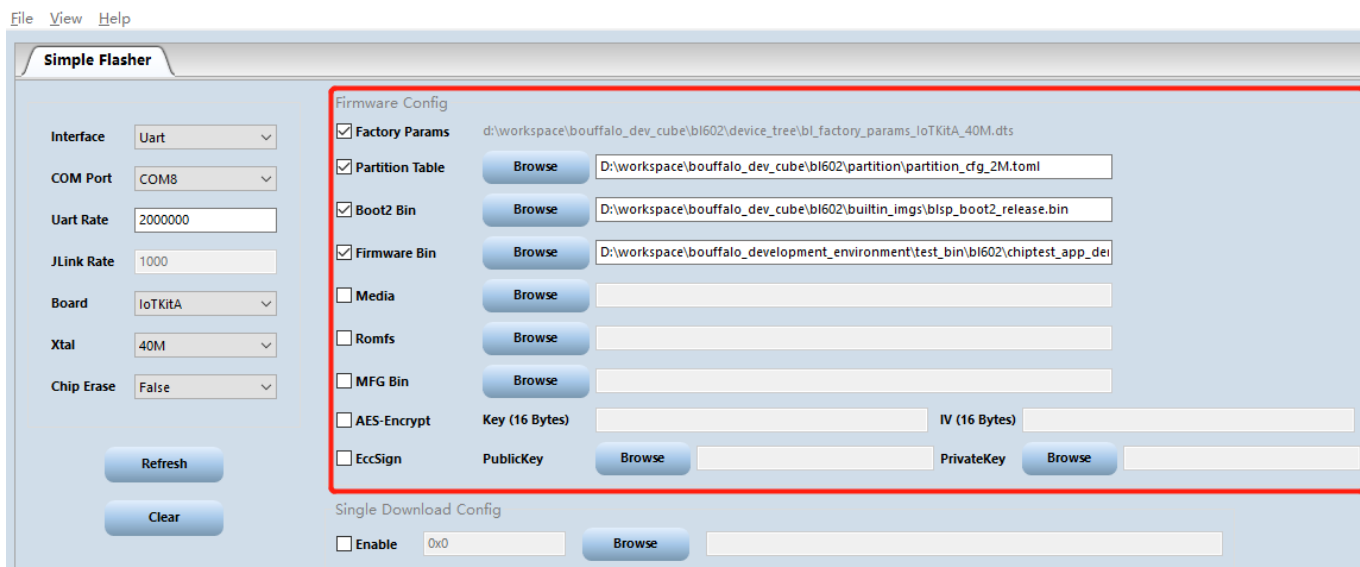 File View Help
Simple Flasher
Interface Uart
COM Port COM8
Uart Rate 2000000
JLink Rate 1000
Board IoTKitA
Xtal 40M
Chip Erase False
Refresh
Clear
Firmware Config
Factory Params d:\workspace\bouffalo_dev_cube\bl602\device_tree\bl_factory_params_IoTKitA_40M.dts
Partition Table Browse D:\workspace\bouffalo_dev_cube\bl602\partition\partition_cfg_2M.toml
Boot2 Bin Browse D:\workspace\bouffalo_dev_cube\bl602\builtin_imgs\blsp_boot2_release.bin
Firmware Bin Browse D:\workspace\bouffalo_development_environment\test_bin\bl602\chiptest_app_de
Media Browse
Romfs Browse
MFG Bin Browse
AES-Encrypt Key (16 Bytes) IV (16 Bytes)
EccSign PublicKey Browse PrivateKey Browse
Single Download Config
Enable 0x0 Browse